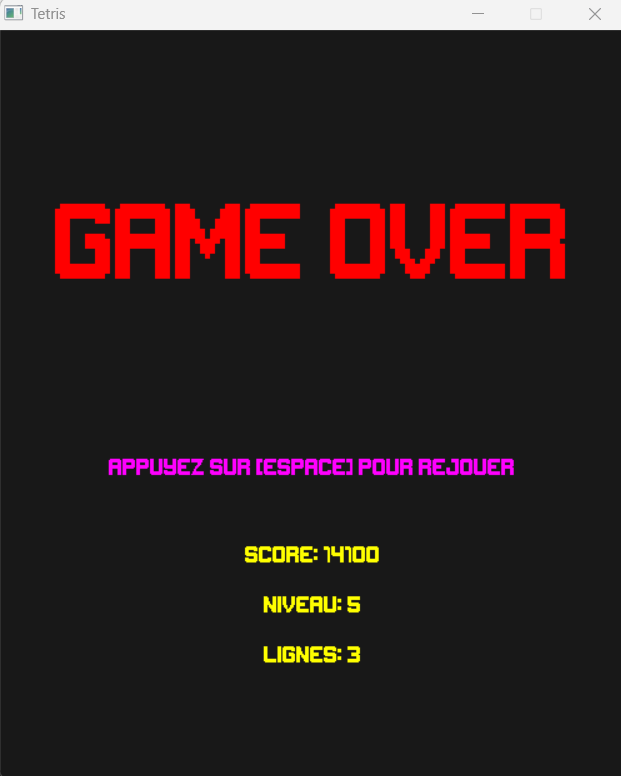 Tetris
GAME OVER
APPUYEZ SUR [ESPACE] POUR REJOUER
SCORE: 14100
NIVEAU: 5
LIGNES: 3